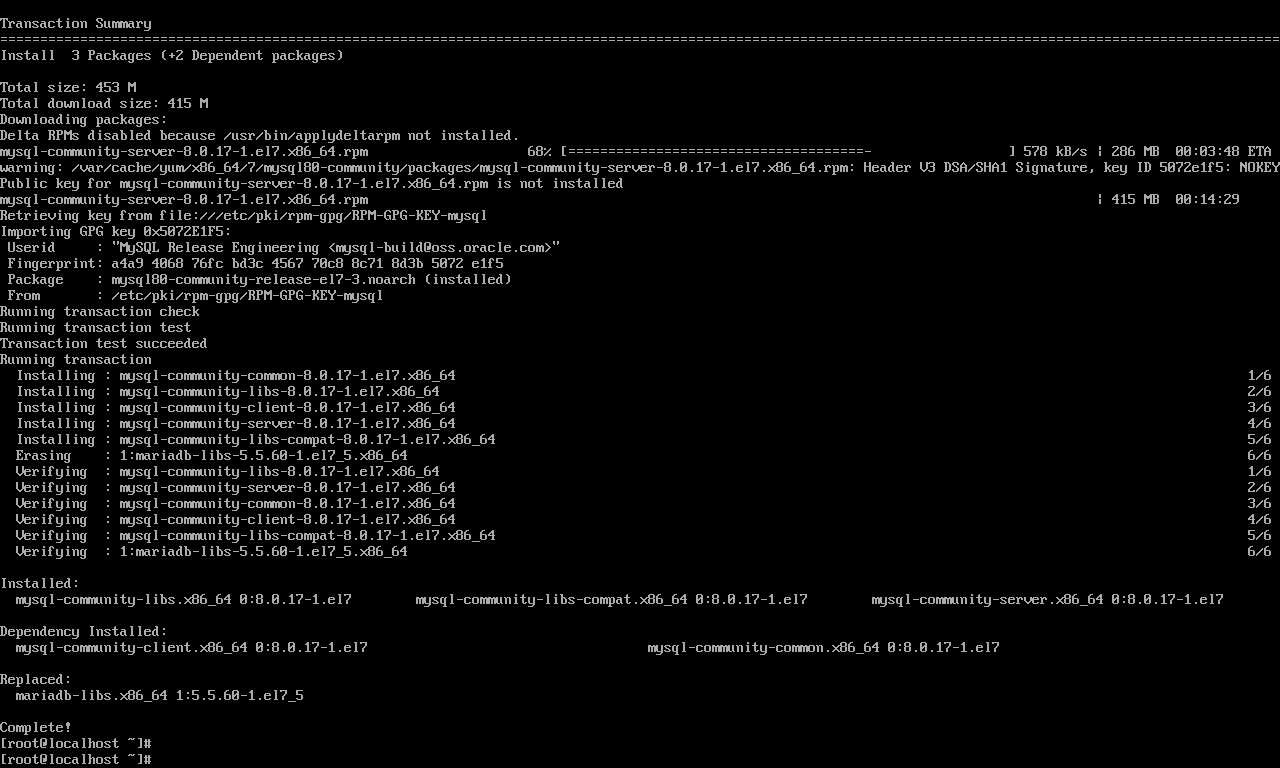 Transaction Summary
================================================================================================================================================================
Install  3 Packages (+2 Dependent packages)
Total size: 453 M
Total download size: 415 M
Downloading packages:
Delta RPMs disabled because /usr/bin/applydeltarpm not installed.
mysql-community-server-8.0.17-1.el7.x86_64.rpm                    68% [=====================================-                 ] 578 kB/s | 286 MB  00:03:48 ETA
warning: /var/cache/yum/x86_64/7/mysql80-community/packages/mysql-community-server-8.0.17-1.el7.x86_64.rpm: Header V3 DSA/SHA1 Signature, key ID 5072e1f5: NOKEY
Public key for mysql-community-server-8.0.17-1.el7.x86_64.rpm is not installed
mysql-community-server-8.0.17-1.el7.x86_64.rpm                                                                                           | 415 MB  00:14:29
Retrieving key from file:///etc/pki/rpm-gpg/RPM-GPG-KEY-mysql
Importing GPG key 0x5072E1F5:
 Userid     : "MySQL Release Engineering <mysql-build@oss.oracle.com>"
 Fingerprint: a4a9 4068 76fc bd3c 4567 70c8 8c71 8d3b 5072 e1f5
 Package    : mysql80-community-release-el7-3.noarch (installed)
 From       : /etc/pki/rpm-gpg/RPM-GPG-KEY-mysql
Running transaction check
Running transaction test
Transaction test succeeded
Running transaction
  Installing : mysql-community-common-8.0.17-1.el7.x86_64                                                                                                   1/6
  Installing : mysql-community-libs-8.0.17-1.el7.x86_64                                                                                                     2/6
  Installing : mysql-community-client-8.0.17-1.el7.x86_64                                                                                                   3/6
  Installing : mysql-community-server-8.0.17-1.el7.x86_64                                                                                                   4/6
  Installing : mysql-community-libs-compat-8.0.17-1.el7.x86_64                                                                                              5/6
  Erasing    : 1:mariadb-libs-5.5.60-1.el7_5.x86_64                                                                                                         6/6
  Verifying  : mysql-community-libs-8.0.17-1.el7.x86_64                                                                                                     1/6
  Verifying  : mysql-community-server-8.0.17-1.el7.x86_64                                                                                                   2/6
  Verifying  : mysql-community-common-8.0.17-1.el7.x86_64                                                                                                   3/6
  Verifying  : mysql-community-client-8.0.17-1.el7.x86_64                                                                                                   4/6
  Verifying  : mysql-community-libs-compat-8.0.17-1.el7.x86_64                                                                                              5/6
  Verifying  : 1:mariadb-libs-5.5.60-1.el7_5.x86_64                                                                                                         6/6
Installed:
  mysql-community-libs.x86_64 0:8.0.17-1.el7        mysql-community-libs-compat.x86_64 0:8.0.17-1.el7        mysql-community-server.x86_64 0:8.0.17-1.el7
Dependency Installed:
  mysql-community-client.x86_64 0:8.0.17-1.el7                                   mysql-community-common.x86_64 0:8.0.17-1.el7
Replaced:
  mariadb-libs.x86_64 1:5.5.60-1.el7_5
Complete!
[root@localhost ~]#
[root@localhost ~]#